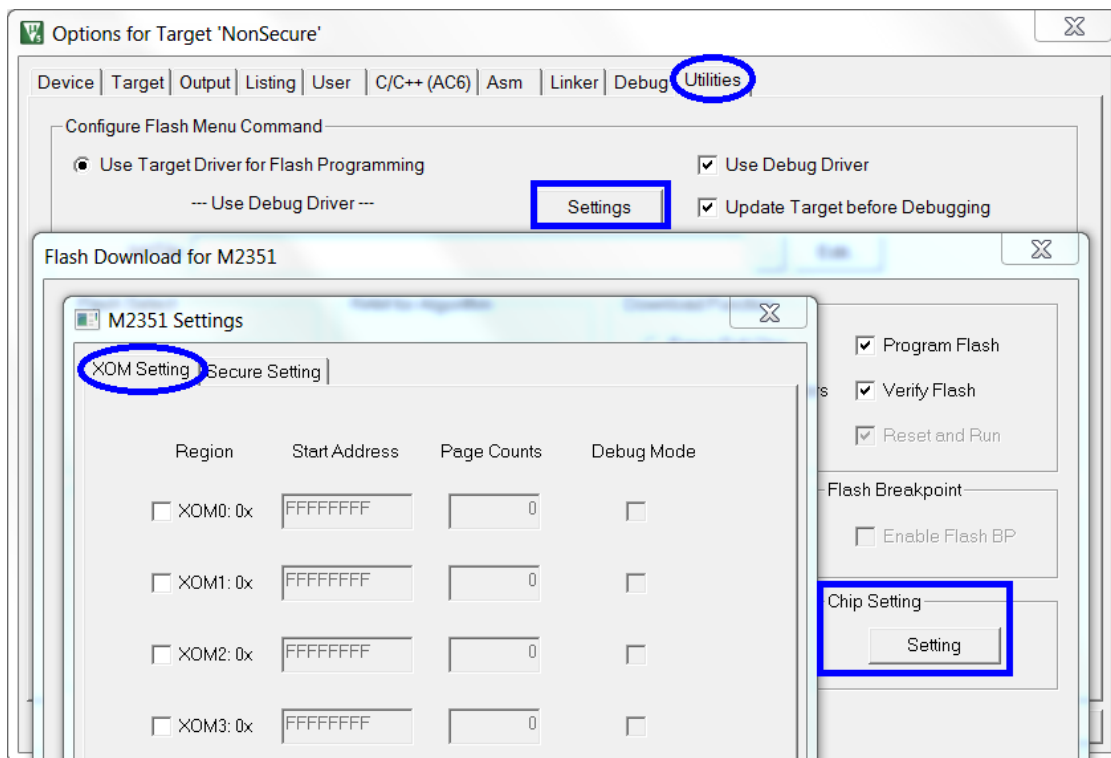 Options for Target 'NonSecure'
Device Target Output Listing User C/C++ (AC6) Asm Linker Debug Utilities
Configure Flash Menu Command
Use Target Driver for Flash Programming
Use Debug Driver
--- Use Debug Driver ---
Settings
Update Target before Debugging
Flash Download for M2351
M2351 Settings
XOM Setting Secure Setting
Program Flash
Verify Flash
Reset and Run
Region Start Address Page Counts Debug Mode
XOM0: 0x FFFFFFFF 0
XOM1: 0x FFFFFFFF 0
XOM2: 0x FFFFFFFF 0
XOM3: 0x FFFFFFFF 0
Flash Breakpoint
Enable Flash BP
Chip Setting
Setting